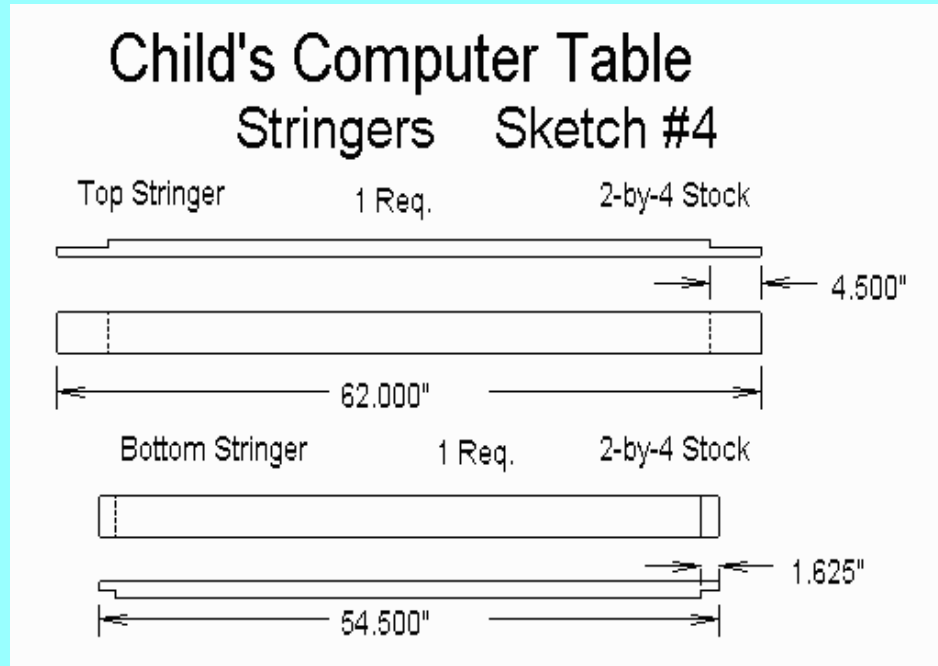 Child's Computer Table
Stringers Sketch #4
Top Stringer 1 Req. 2-by-4 Stock
4.500"
62.000"
Bottom Stringer 1 Req. 2-by-4 Stock
1.625"
54.500"